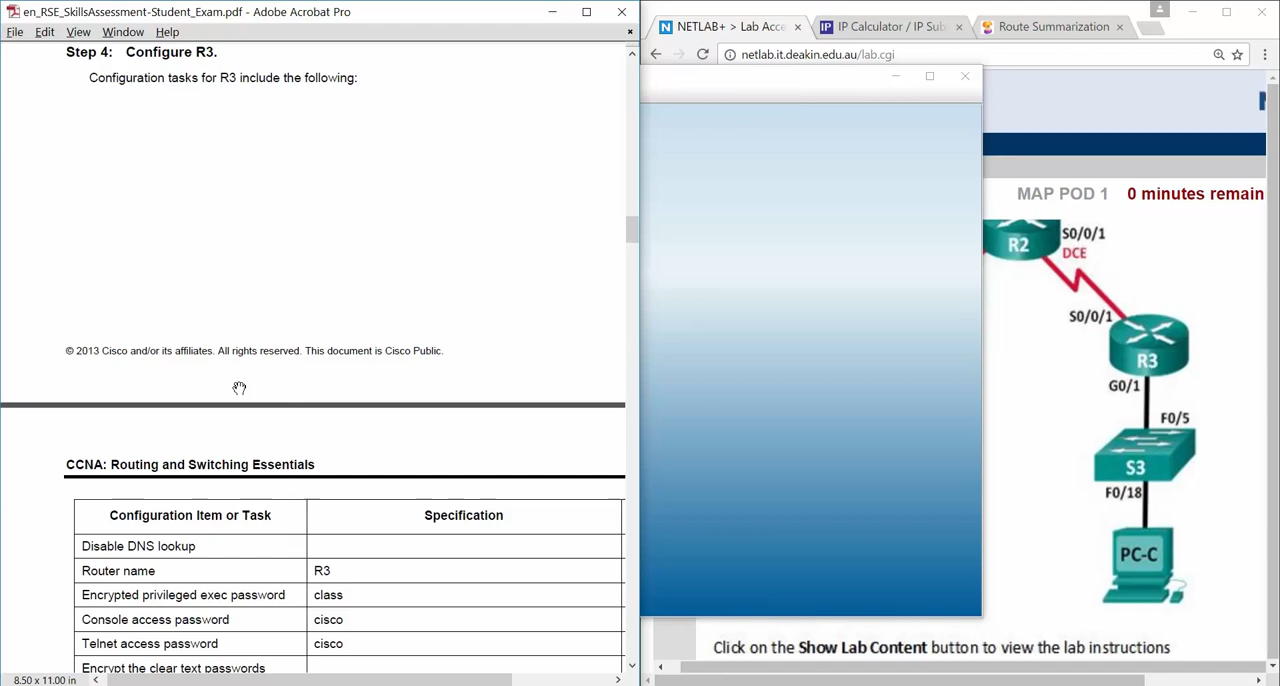 en_RSE_SkillsAssessment-Student_Exam.pdf - Adobe Acrobat Pro
File Edit View Window Help
Step 4: Configure R3.
Configuration tasks for R3 include the following:
© 2013 Cisco and/or its affiliates. All rights reserved. This document is Cisco Public.
CCNA: Routing and Switching Essentials
Configuration Item or Task Specification
Disable DNS lookup
Router name R3
Encrypted privileged exec password class
Console access password cisco
Telnet access password cisco
Encrypt the clear text passwords
8.50 x 11.00 in
NETLAB+ > Lab Acce
IP IP Calculator / IP Sub
Route Summarization
netlab.it.deakin.edu.au/lab.cgi
MAP POD 1 0 minutes remain
R2 S0/0/1
DCE
S0/0/1
R3
G0/1
F0/5
S3
F0/18
PC-C
Click on the Show Lab Content button to view the lab instructions